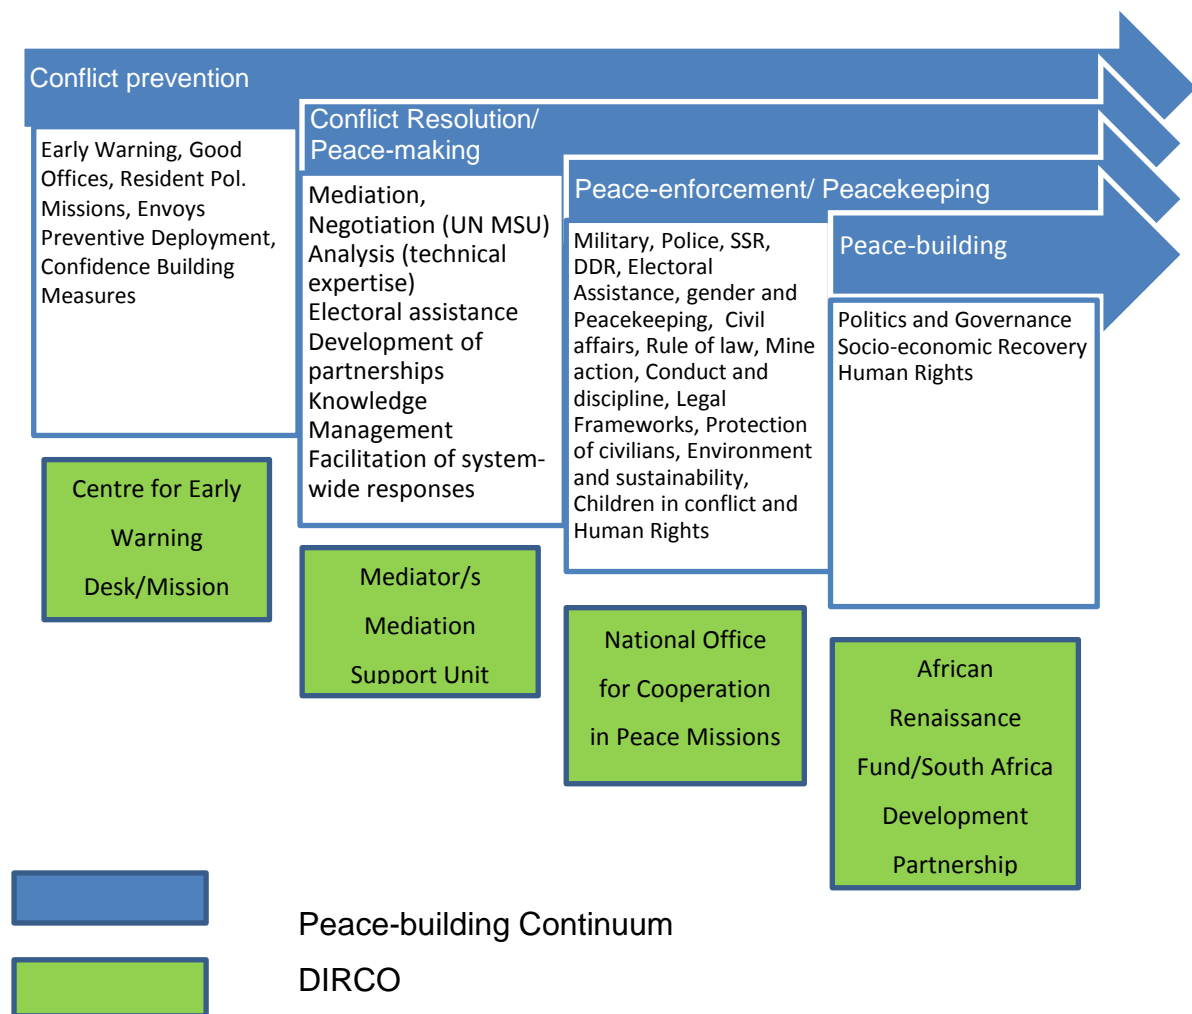 Conflict prevention
Early Warning, Good
Offices, Resident Pol.
Missions, Envoys
Preventive Deployment,
Confidence Building
Measures
Centre for Early
Warning
Desk/Mission
Conflict Resolution/
Peace-making
Mediation,
Negotiation (UN MSU)
Analysis (technical
expertise)
Electoral assistance
Development of
partnerships
Knowledge
Management
Facilitation of system-
wide responses
Mediator/s
Mediation
Support Unit
Peace-enforcement/ Peacekeeping
Military, Police, SSR,
DDR, Electoral
Assistance, gender and
Peacekeeping, Civil
affairs, Rule of law, Mine
action, Conduct and
discipline, Legal
Frameworks, Protection
of civilians, Environment
and sustainability,
Children in conflict and
Human Rights
National Office
for Cooperation
in Peace Missions
Peace-building
Politics and Governance
Socio-economic Recovery
Human Rights
African
Renaissance
Fund/South Africa
Development
Partnership
Peace-building Continuum
DIRCO